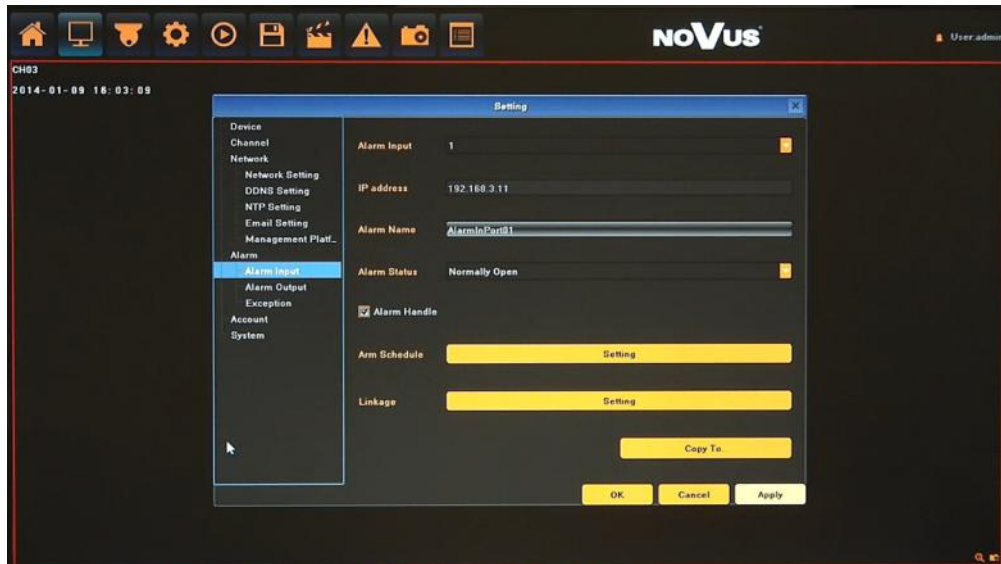 NOVUS
User:admin
CH03
2014-01-09 16:03:09
Setting
Device
Channel
Network
Network Setting
DDNS Setting
NTP Setting
Email Setting
Management Platf..
Alarm
Alarm Input
Alarm Output
Exception
Account
System
Alarm Input 1
IP address 192.168.3.11
Alarm Name AlarmInPort01
Alarm Status Normally Open
Alarm Handle
Arm Schedule Setting
Linkage Setting
Copy To..
OK Cancel Apply